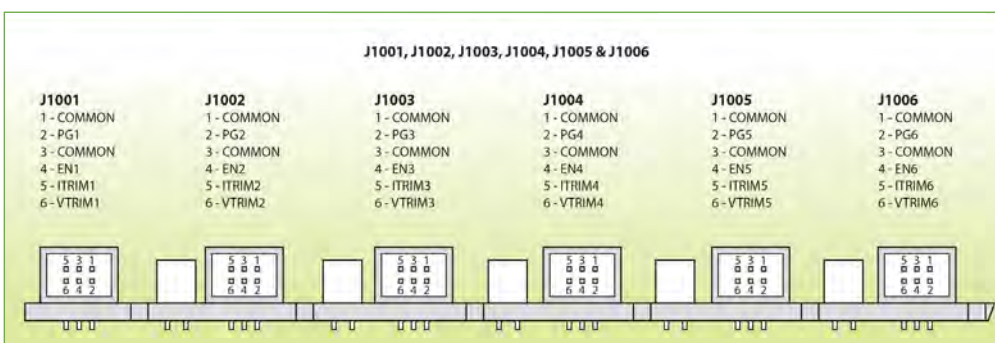 J1001, J1002, J1003, J1004, J1005 & J1006
J1001
1 - COMMON
2 - PG1
3 - COMMON
4 - EN1
5 - ITRIM1
6 - VTRIM1
J1002
1 - COMMON
2 - PG2
3 - COMMON
4 - EN2
5 - ITRIM2
6 - VTRIM2
J1003
1 - COMMON
2 - PG3
3 - COMMON
4 - EN3
5 - ITRIM3
6 - VTRIM3
J1004
1 - COMMON
2 - PG4
3 - COMMON
4 - EN4
5 - ITRIM4
6 - VTRIM4
J1005
1 - COMMON
2 - PG5
3 - COMMON
4 - EN5
5 - ITRIM5
6 - VTRIM5
J1006
1 - COMMON
2 - PG6
3 - COMMON
4 - EN6
5 - ITRIM6
6 - VTRIM6
5 3 1
6 4 2
5 3 1
6 4 2
5 3 1
6 4 2
5 3 1
6 4 2
5 3 1
6 4 2
5 3 1
6 4 2